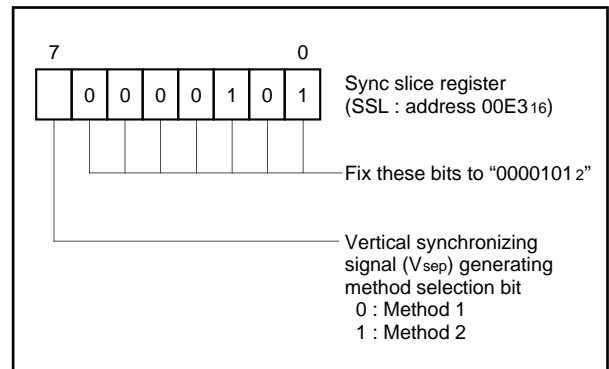 7 0
0 0 0 0 1 0 1
Sync slice register
(SSL : address 00E316)
Fix these bits to “00001012”
Vertical synchronizing
signal (Vsep) generating
method selection bit
0 : Method 1
1 : Method 2